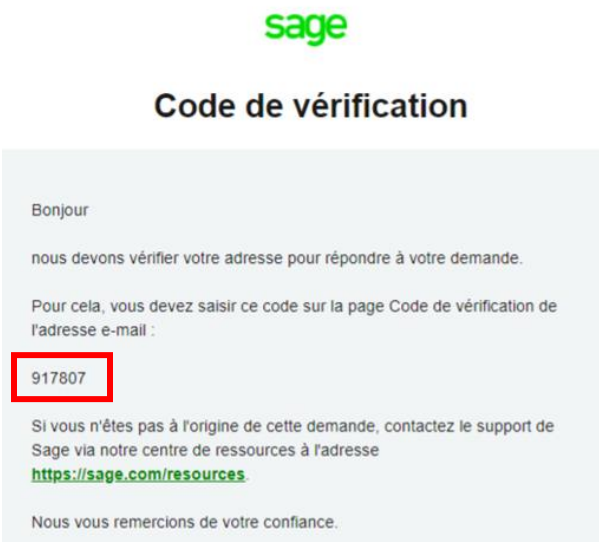 sage
Code de vérification
Bonjour
nous devons vérifier votre adresse pour répondre à votre demande.
Pour cela, vous devez saisir ce code sur la page Code de vérification de
l'adresse e-mail :
917807
Si vous n'êtes pas à l'origine de cette demande, contactez le support de
Sage via notre centre de ressources à l'adresse
https://sage.com/resources.
Nous vous remercions de votre confiance.